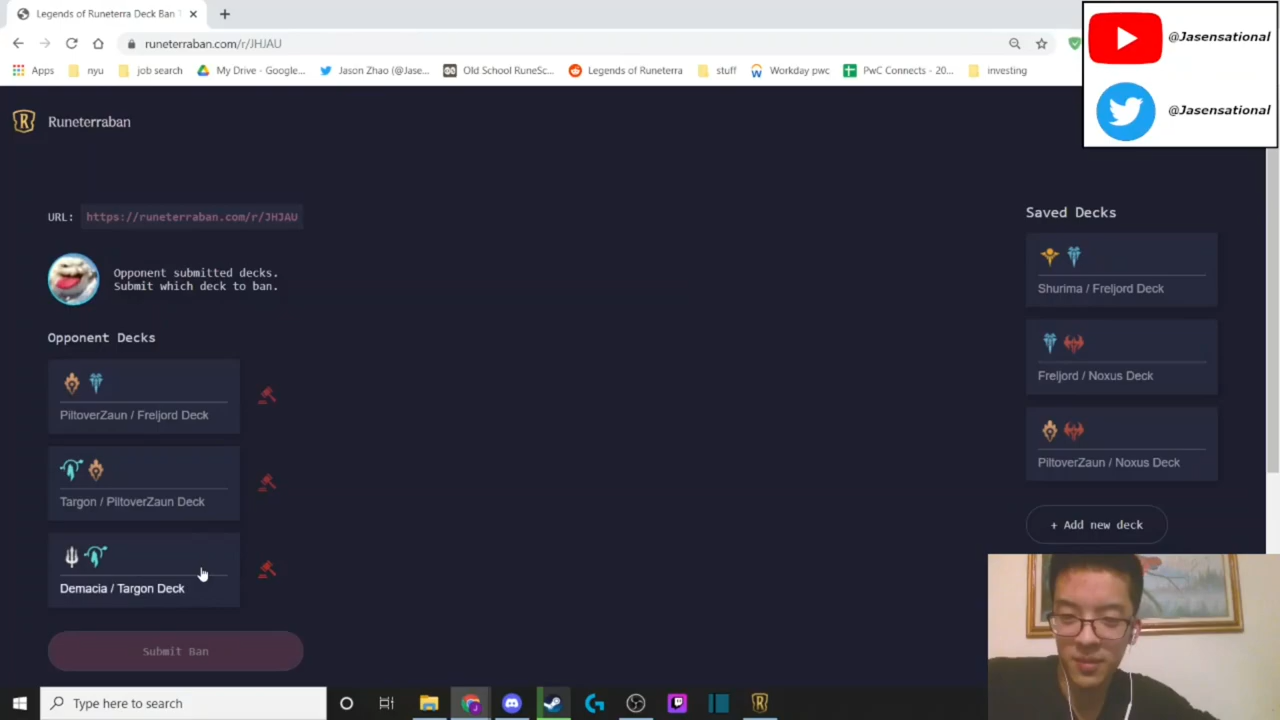 Legends of Runeterra Deck Ban
runeterraban.com/r/JHJAU
Apps nyu job search My Drive - Google... Jason Zhao (@Jase... Old School RuneSc... Legends of Runeterra stuff Workday pwc PwC Connects - 20... investing
@Jasensational
@Jasensational
Runeterraban
URL: https://runeterraban.com/r/JHJAU
Opponent submitted decks.
Submit which deck to ban.
Opponent Decks
PiltoverZaun / Freljord Deck
Targon / PiltoverZaun Deck
Demacia / Targon Deck
Submit Ban
Saved Decks
Shurima / Freljord Deck
Freljord / Noxus Deck
PiltoverZaun / Noxus Deck
+ Add new deck
Type here to search